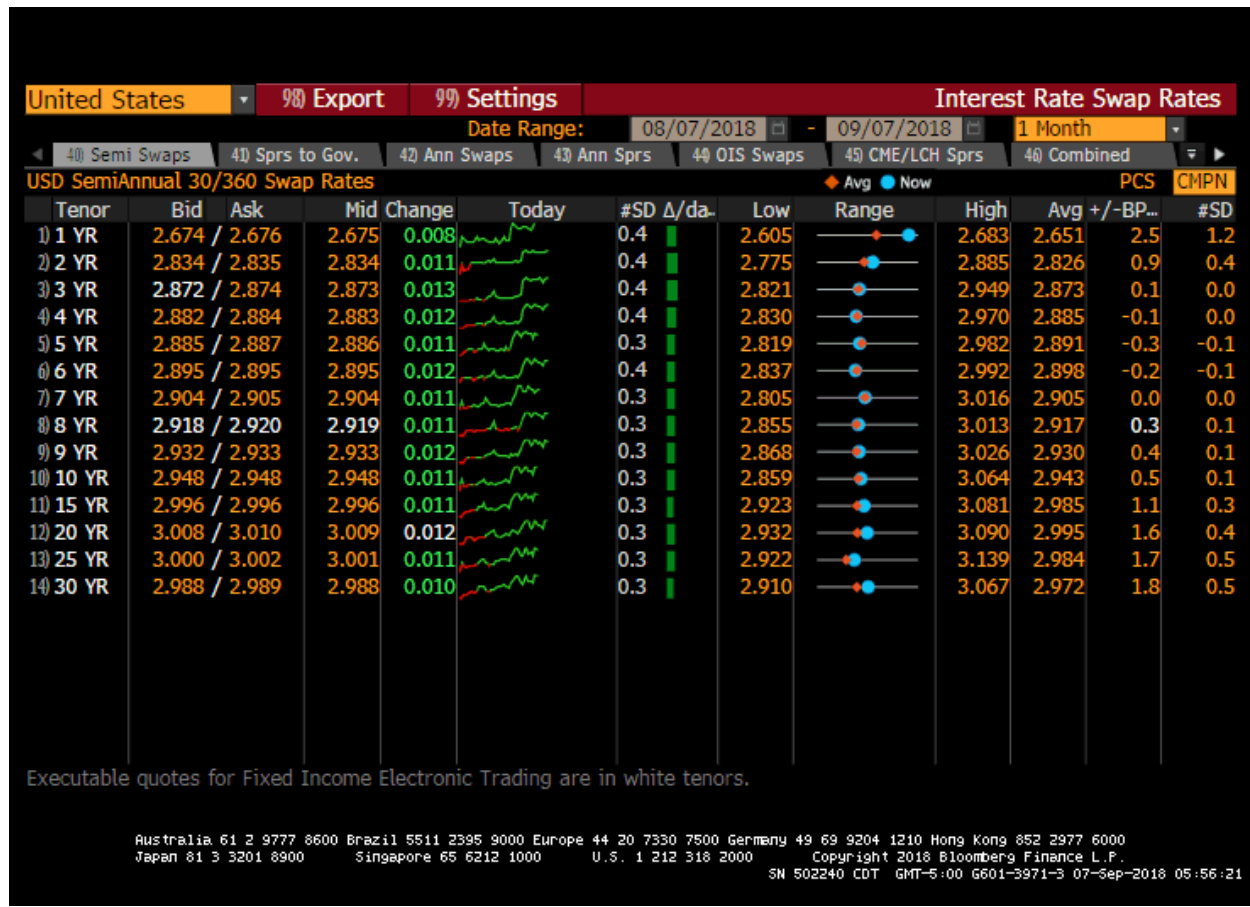 United States 98) Export 99) Settings Interest Rate Swap Rates
Date Range: 08/07/2018 - 09/07/2018 1 Month
40) Semi Swaps 41) Sprs to Gov. 42) Ann Swaps 43) Ann Sprs 44) OIS Swaps 45) CME/LCH Sprs 46) Combined
USD SemiAnnual 30/360 Swap Rates Avg Now PCS CMPN
Tenor Bid Ask Mid Change Today #SD Δ/da.. Low Range High Avg +/-BP... #SD
1) 1 YR 2.674 / 2.676 2.675 0.008 0.4 2.605 2.683 2.651 2.5 1.2
2) 2 YR 2.834 / 2.835 2.834 0.011 0.4 2.775 2.885 2.826 0.9 0.4
3) 3 YR 2.872 / 2.874 2.873 0.013 0.4 2.821 2.949 2.873 0.1 0.0
4) 4 YR 2.882 / 2.884 2.883 0.012 0.4 2.830 2.970 2.885 -0.1 0.0
5) 5 YR 2.885 / 2.887 2.886 0.011 0.3 2.819 2.982 2.891 -0.3 -0.1
6) 6 YR 2.895 / 2.895 2.895 0.012 0.4 2.837 2.992 2.898 -0.2 -0.1
7) 7 YR 2.904 / 2.905 2.904 0.011 0.3 2.805 3.016 2.905 0.0 0.0
8) 8 YR 2.918 / 2.920 2.919 0.011 0.3 2.855 3.013 2.917 0.3 0.1
9) 9 YR 2.932 / 2.933 2.933 0.012 0.3 2.868 3.026 2.930 0.4 0.1
10) 10 YR 2.948 / 2.948 2.948 0.011 0.3 2.859 3.064 2.943 0.5 0.1
11) 15 YR 2.996 / 2.996 2.996 0.011 0.3 2.923 3.081 2.985 1.1 0.3
12) 20 YR 3.008 / 3.010 3.009 0.012 0.3 2.932 3.090 2.995 1.6 0.4
13) 25 YR 3.000 / 3.002 3.001 0.011 0.3 2.922 3.139 2.984 1.7 0.5
14) 30 YR 2.988 / 2.989 2.988 0.010 0.3 2.910 3.067 2.972 1.8 0.5
Executable quotes for Fixed Income Electronic Trading are in white tenors.
Australia 61 2 9777 8600 Brazil 5511 2395 9000 Europe 44 20 7330 7500 Germany 49 69 9204 1210 Hong Kong 852 2977 6000
Japan 81 3 3201 8900 Singapore 65 6212 1000 U.S. 1 212 318 2000 Copyright 2018 Bloomberg Finance L.P.
SN 502240 CDT GMT-5:00 G601-3971-3 07-Sep-2018 05:56:21